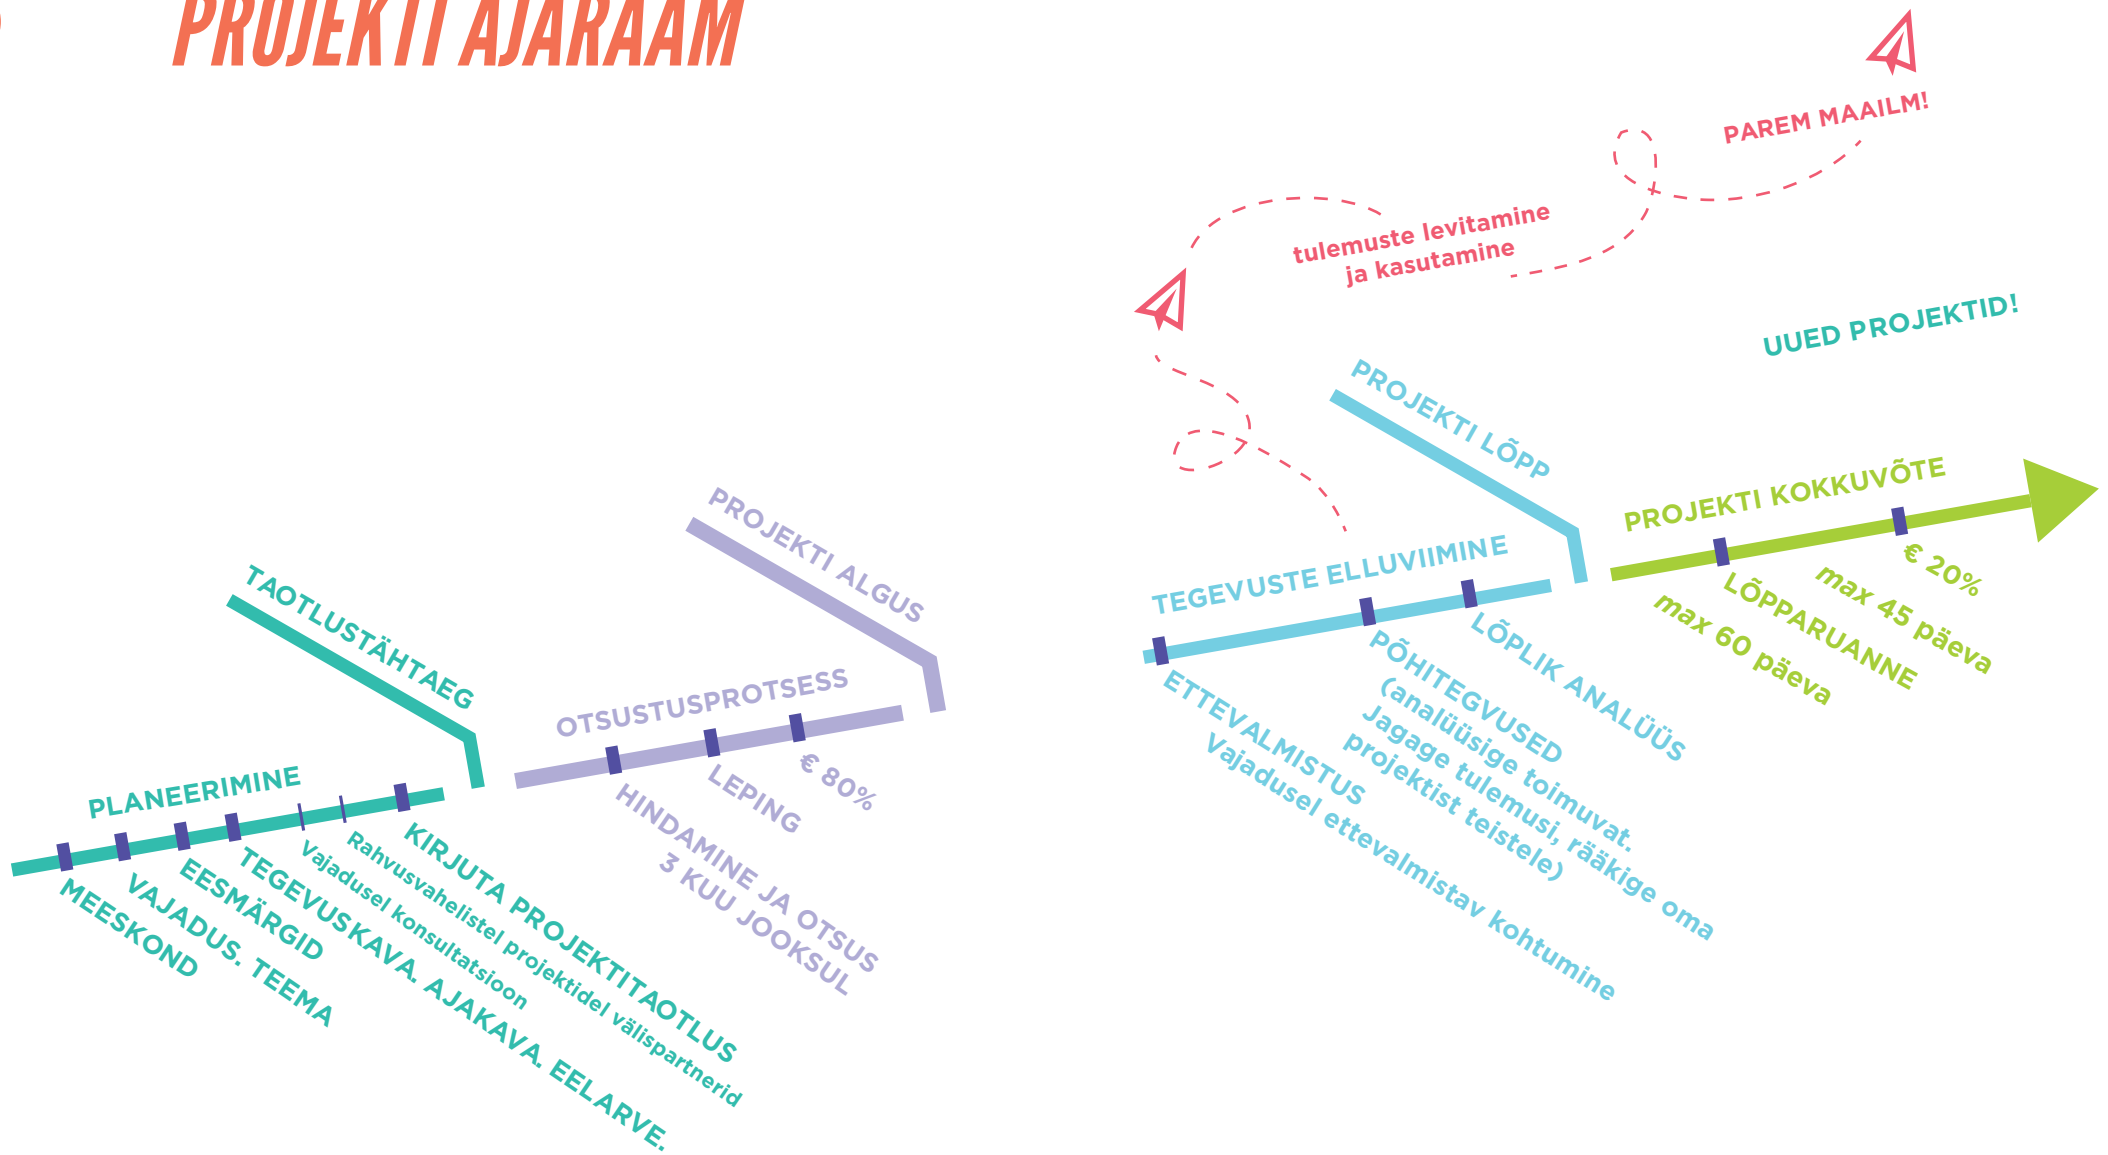 PROJEKTI AJARAAM
PLANEERIMINE
MEESKOND
VAJADUS. TEEMA
EESMÄRGID
TEGEVUSKAVA. AJAKAVA. EELARVE.
Vajadusel konsultatsioon
Rahvusvahelistel projektidel välispartnerid
KIRJUTA PROJEKTITAOTLUS
TAOTLUSTÄHTAEG
OTSUSTUSPROTSESS
HINDAMINE JA OTSUS
3 KUU JOOKSUL
LEPING
€ 80%
PROJEKTI ALGUS
TEGEVUSTE ELLUVIIMINE
ETTEVALMISTUS
Vajadusel ettevalmistav kohtumine
PÕHITEGVUSED
(analüüsige toimuvat.
Jagage tulemusi, rääkige oma
projektist teistele)
LÕPLIK ANALÜÜS
PROJEKTI LÕPP
tulemuste levitamine
ja kasutamine
PAREM MAAILM!
UUED PROJEKTID!
PROJEKTI KOKKUVÕTE
max 60 päeva
LÕPPARUANNE
max 45 päeva
€ 20%